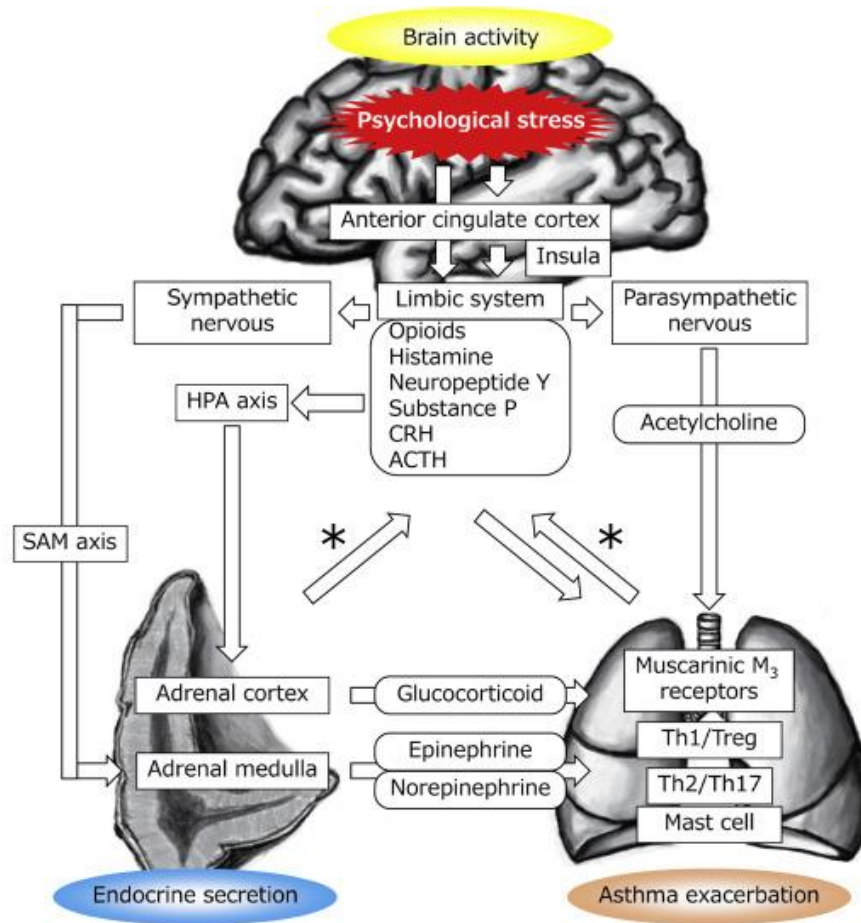 Brain activity
Psychological stress
Anterior cingulate cortex
Insula
Sympathetic
nervous
Limbic system
Parasympathetic
nervous
Opioids
Histamine
Neuropeptide Y
Substance P
CRH
ACTH
HPA axis
Acetylcholine
*
*
SAM axis
Adrenal cortex
Glucocorticoid
Muscarinic M₃
receptors
Th1/Treg
Adrenal medulla
Epinephrine
Norepinephrine
Th2/Th17
Mast cell
Endocrine secretion
Asthma exacerbation